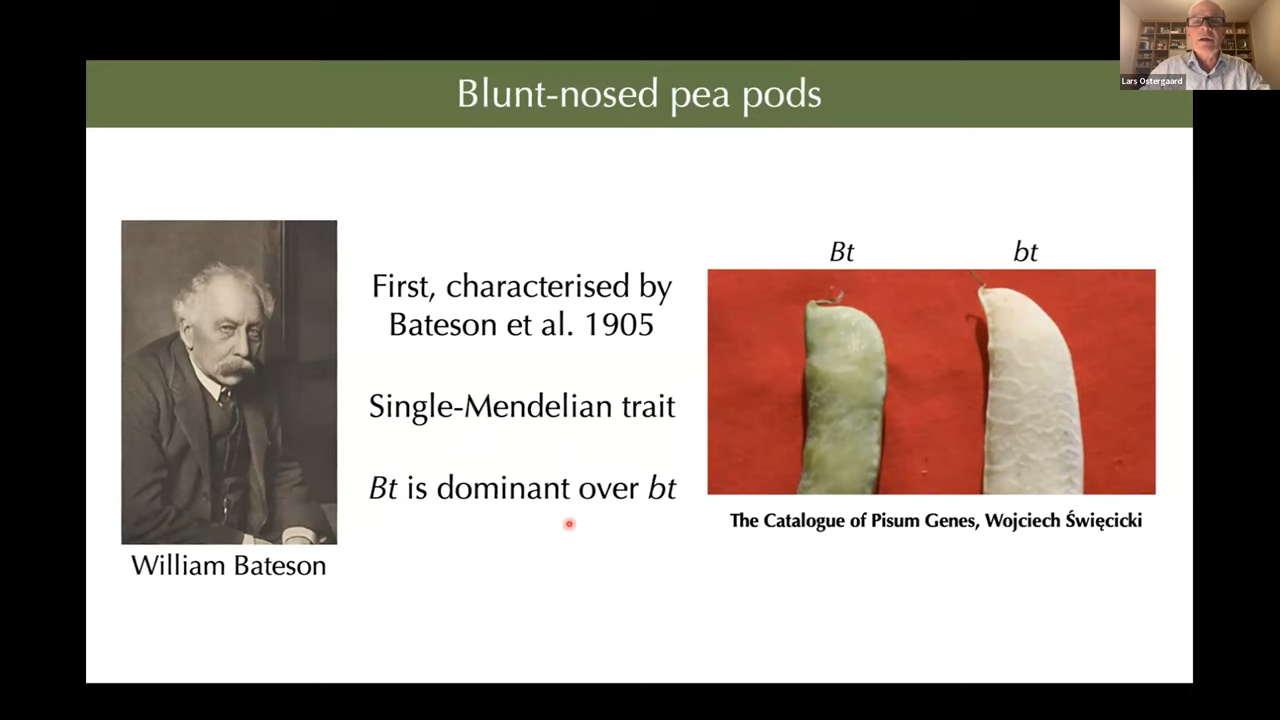 Lars Ostergaard
Blunt-nosed pea pods
First, characterised by
Bateson et al. 1905
Single-Mendelian trait
Bt is dominant over bt
William Bateson
Bt
bt
The Catalogue of Pisum Genes, Wojciech Święcicki